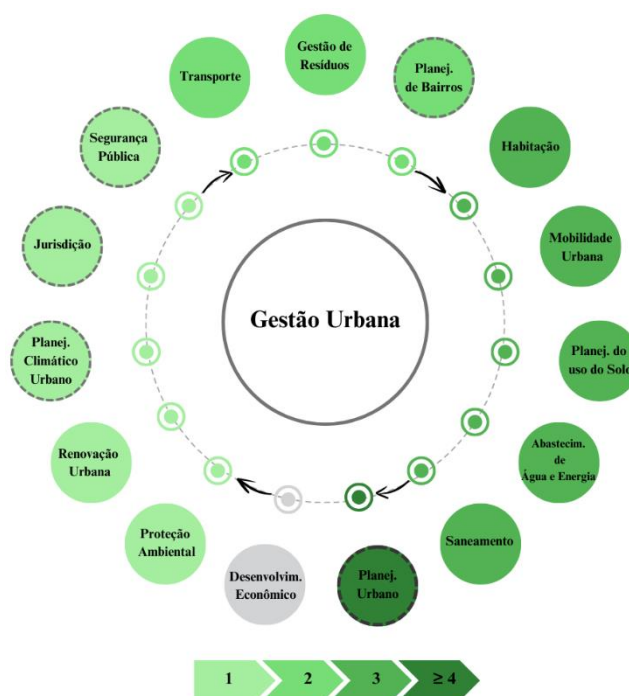 Gestão de
Resíduos
Planej.
de Bairros
Habitação
Mobilidade
Urbana
Planej. do
uso do Solo
Abastecim.
de
Água e Energia
Saneamento
Planej.
Urbano
Desenvolvim.
Econômico
Proteção
Ambiental
Renovação
Urbana
Planej.
Climático
Urbano
Jurisdição
Segurança
Pública
Transporte
Gestão Urbana
1
2
3
≥ 4